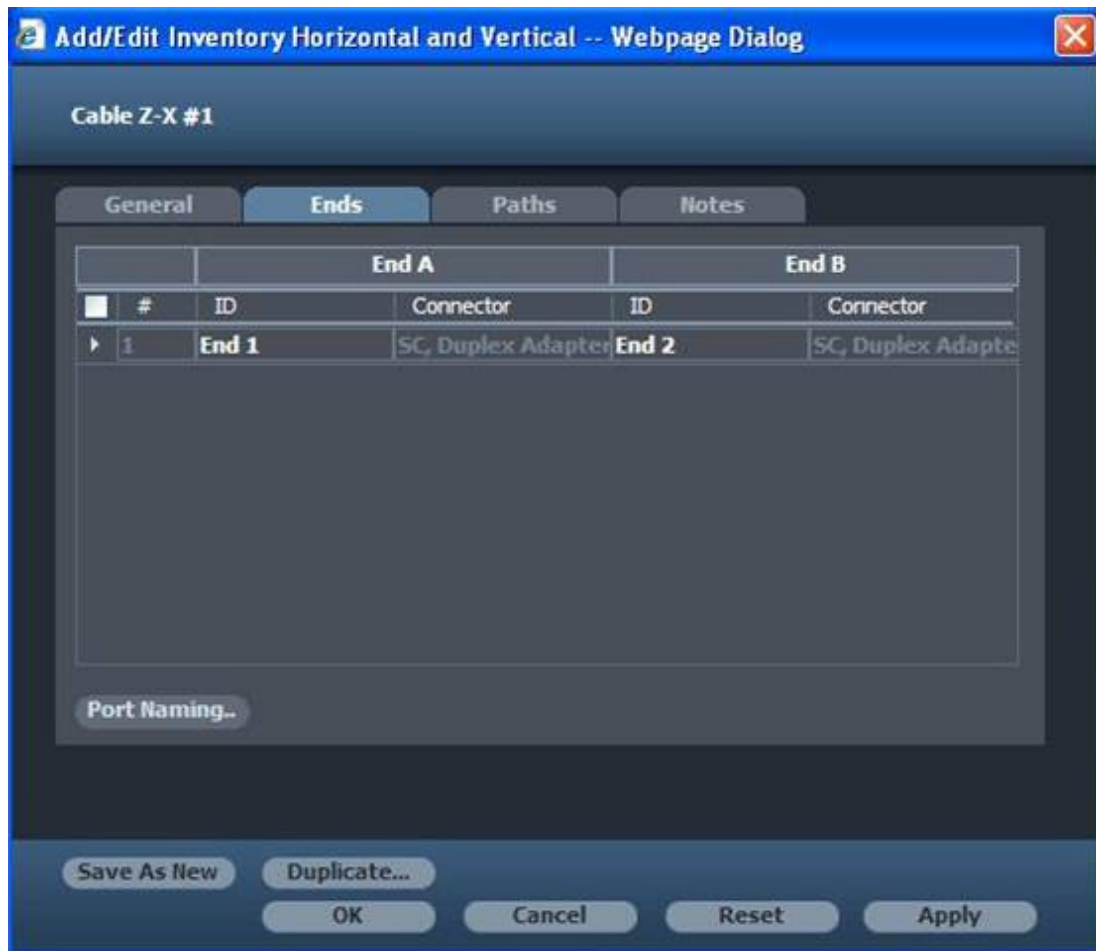 Add/Edit Inventory Horizontal and Vertical -- Webpage Dialog
Cable Z-X #1
General Ends Paths Notes
End A End B
# ID Connector ID Connector
1 End 1 SC, Duplex Adapter End 2 SC, Duplex Adapte
Port Naming..
Save As New Duplicate...
OK Cancel Reset Apply